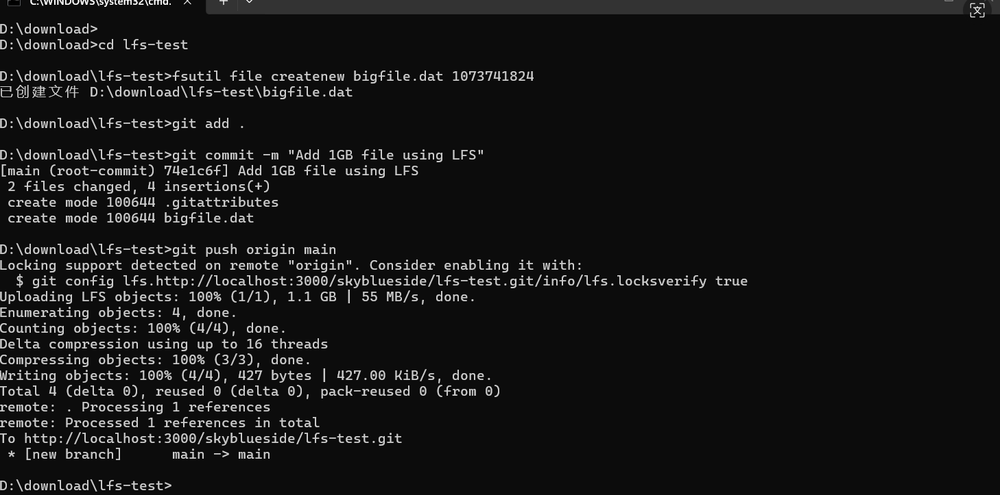 C:\WINDOWS\system32\cmd.
D:\download>
D:\download>cd lfs-test
D:\download\lfs-test>fsutil file createnew bigfile.dat 1073741824
已创建文件 D:\download\lfs-test\bigfile.dat
D:\download\lfs-test>git add .
D:\download\lfs-test>git commit -m "Add 1GB file using LFS"
[main (root-commit) 74e1c6f] Add 1GB file using LFS
 2 files changed, 4 insertions(+)
 create mode 100644 .gitattributes
 create mode 100644 bigfile.dat
D:\download\lfs-test>git push origin main
Locking support detected on remote "origin". Consider enabling it with:
  $ git config lfs.http://localhost:3000/skyblueside/lfs-test.git/info/lfs.locksverify true
Uploading LFS objects: 100% (1/1), 1.1 GB | 55 MB/s, done.
Enumerating objects: 4, done.
Counting objects: 100% (4/4), done.
Delta compression using up to 16 threads
Compressing objects: 100% (3/3), done.
Writing objects: 100% (4/4), 427 bytes | 427.00 KiB/s, done.
Total 4 (delta 0), reused 0 (delta 0), pack-reused 0 (from 0)
remote: . Processing 1 references
remote: Processed 1 references in total
To http://localhost:3000/skyblueside/lfs-test.git
 * [new branch]      main -> main
D:\download\lfs-test>